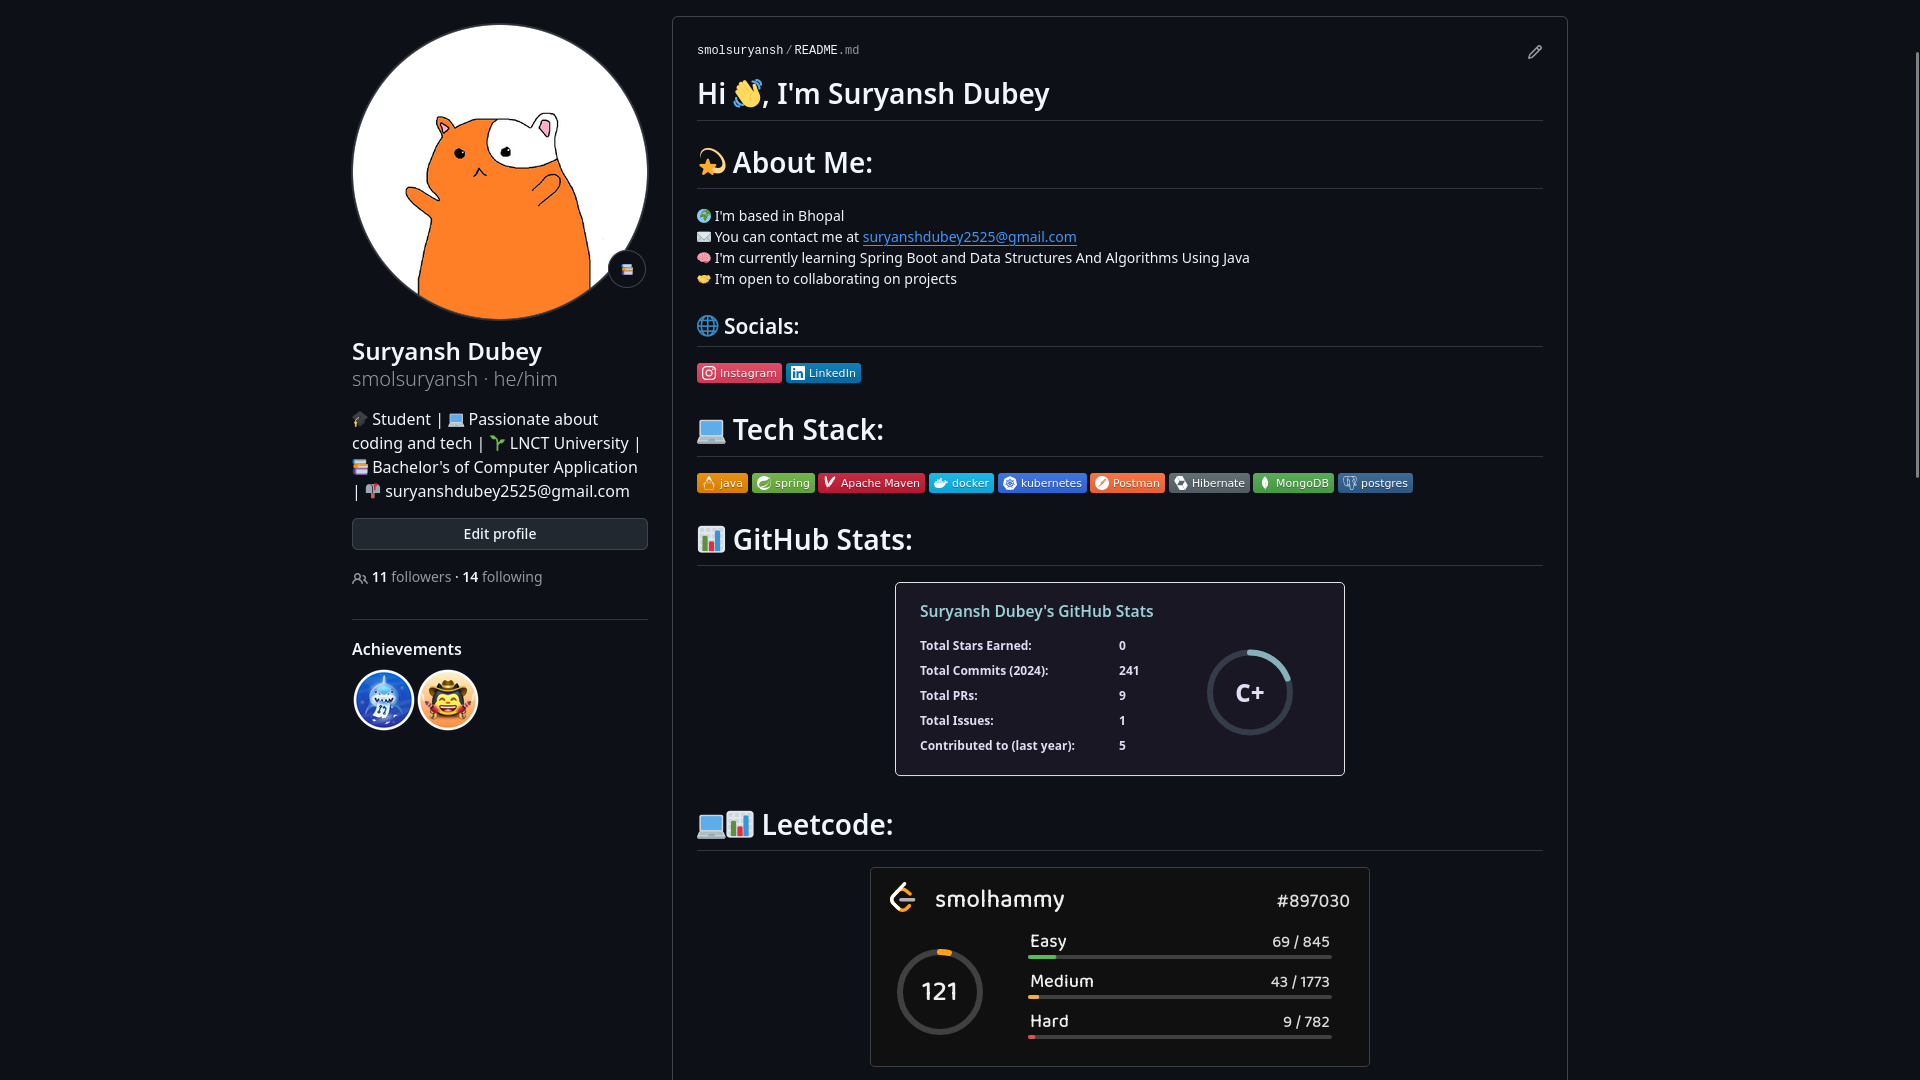 Suryansh Dubey
smolsuryansh · he/him
🎓 Student | 💻 Passionate about
coding and tech | 🌱 LNCT University |
📚 Bachelor's of Computer Application
| 📬 suryanshdubey2525@gmail.com
Edit profile
11 followers · 14 following
Achievements
smolsuryansh/README.md
Hi 👋, I'm Suryansh Dubey
💫 About Me:
🌍 I'm based in Bhopal
✉️ You can contact me at suryanshdubey2525@gmail.com
🧠 I'm currently learning Spring Boot and Data Structures And Algorithms Using Java
🤝 I'm open to collaborating on projects
🌐 Socials:
Instagram LinkedIn
💻 Tech Stack:
java spring Apache Maven docker kubernetes Postman Hibernate MongoDB postgres
📊 GitHub Stats:
Suryansh Dubey's GitHub Stats
Total Stars Earned: 0
Total Commits (2024): 241
Total PRs: 9
Total Issues: 1
Contributed to (last year): 5
C+
💻📊 Leetcode:
smolhammy #897030
Easy 69 / 845
Medium 43 / 1773
Hard 9 / 782
121